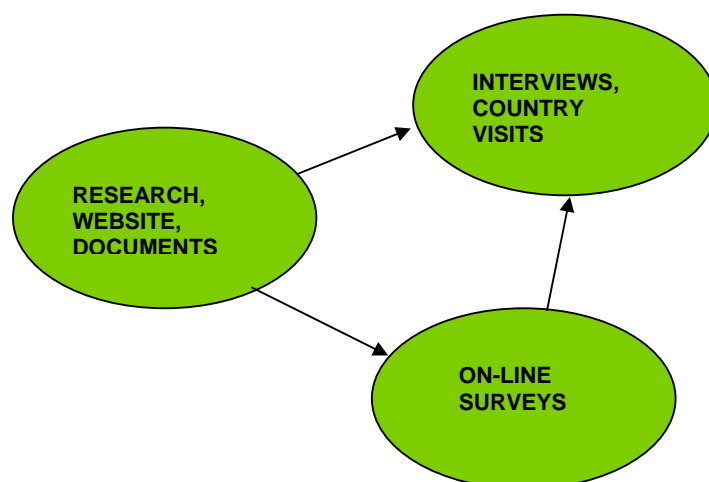 INTERVIEWS,
COUNTRY
VISITS
RESEARCH,
WEBSITE,
DOCUMENTS
ON-LINE
SURVEYS